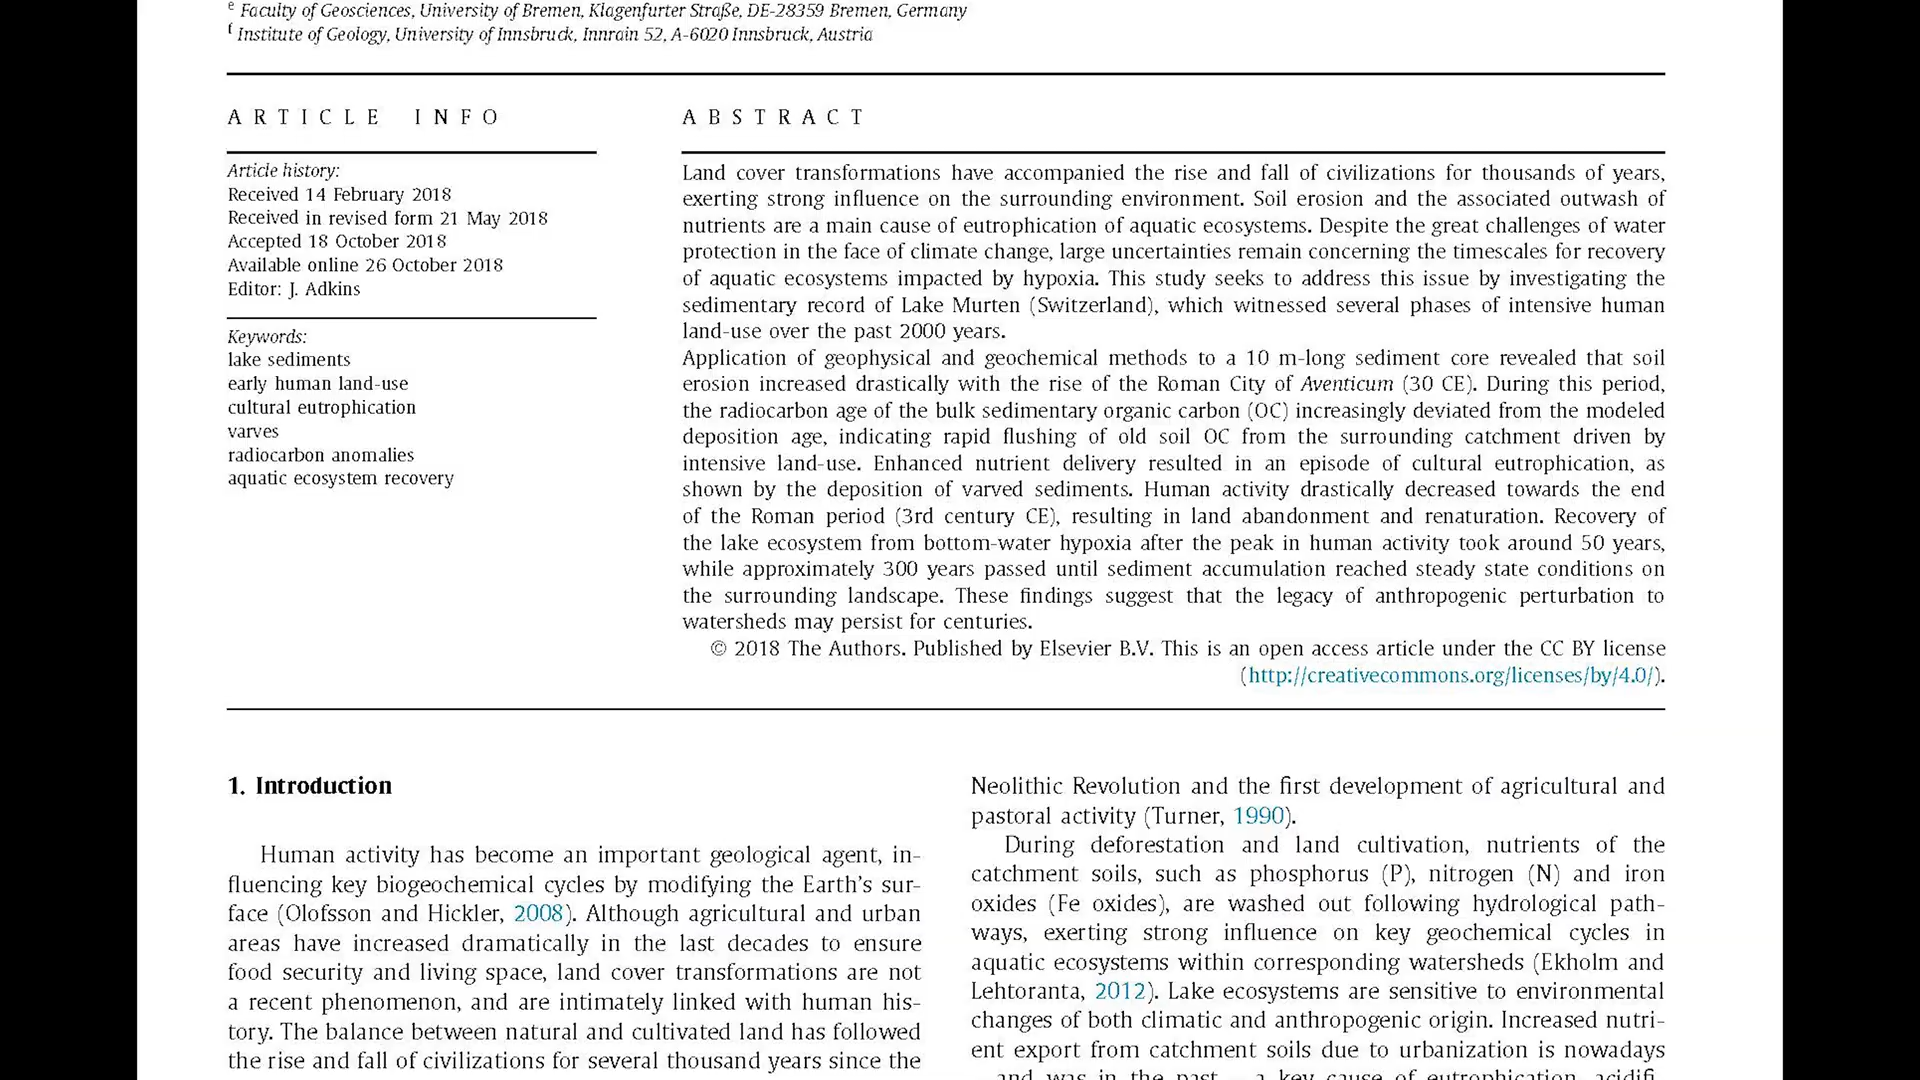 e Faculty of Geosciences, University of Bremen, Klagenfurter Straße, DE-28359 Bremen, Germany
f Institute of Geology, University of Innsbruck, Innrain 52, A-6020 Innsbruck, Austria
ARTICLE INFO
Article history:
Received 14 February 2018
Received in revised form 21 May 2018
Accepted 18 October 2018
Available online 26 October 2018
Editor: J. Adkins
Keywords:
lake sediments
early human land-use
cultural eutrophication
varves
radiocarbon anomalies
aquatic ecosystem recovery
ABSTRACT
Land cover transformations have accompanied the rise and fall of civilizations for thousands of years,
exerting strong influence on the surrounding environment. Soil erosion and the associated outwash of
nutrients are a main cause of eutrophication of aquatic ecosystems. Despite the great challenges of water
protection in the face of climate change, large uncertainties remain concerning the timescales for recovery
of aquatic ecosystems impacted by hypoxia. This study seeks to address this issue by investigating the
sedimentary record of Lake Murten (Switzerland), which witnessed several phases of intensive human
land-use over the past 2000 years.
Application of geophysical and geochemical methods to a 10 m-long sediment core revealed that soil
erosion increased drastically with the rise of the Roman City of Aventicum (30 CE). During this period,
the radiocarbon age of the bulk sedimentary organic carbon (OC) increasingly deviated from the modeled
deposition age, indicating rapid flushing of old soil OC from the surrounding catchment driven by
intensive land-use. Enhanced nutrient delivery resulted in an episode of cultural eutrophication, as
shown by the deposition of varved sediments. Human activity drastically decreased towards the end
of the Roman period (3rd century CE), resulting in land abandonment and renaturation. Recovery of
the lake ecosystem from bottom-water hypoxia after the peak in human activity took around 50 years,
while approximately 300 years passed until sediment accumulation reached steady state conditions on
the surrounding landscape. These findings suggest that the legacy of anthropogenic perturbation to
watersheds may persist for centuries.
© 2018 The Authors. Published by Elsevier B.V. This is an open access article under the CC BY license
(http://creativecommons.org/licenses/by/4.0/).
1. Introduction
Human activity has become an important geological agent, in-
fluencing key biogeochemical cycles by modifying the Earth's sur-
face (Olofsson and Hickler, 2008). Although agricultural and urban
areas have increased dramatically in the last decades to ensure
food security and living space, land cover transformations are not
a recent phenomenon, and are intimately linked with human his-
tory. The balance between natural and cultivated land has followed
the rise and fall of civilizations for several thousand years since the
Neolithic Revolution and the first development of agricultural and
pastoral activity (Turner, 1990).
During deforestation and land cultivation, nutrients of the
catchment soils, such as phosphorus (P), nitrogen (N) and iron
oxides (Fe oxides), are washed out following hydrological path-
ways, exerting strong influence on key geochemical cycles in
aquatic ecosystems within corresponding watersheds (Ekholm and
Lehtoranta, 2012). Lake ecosystems are sensitive to environmental
changes of both climatic and anthropogenic origin. Increased nutri-
ent export from catchment soils due to urbanization is nowadays
– and was in the past – a key cause of eutrophication, acidifi-